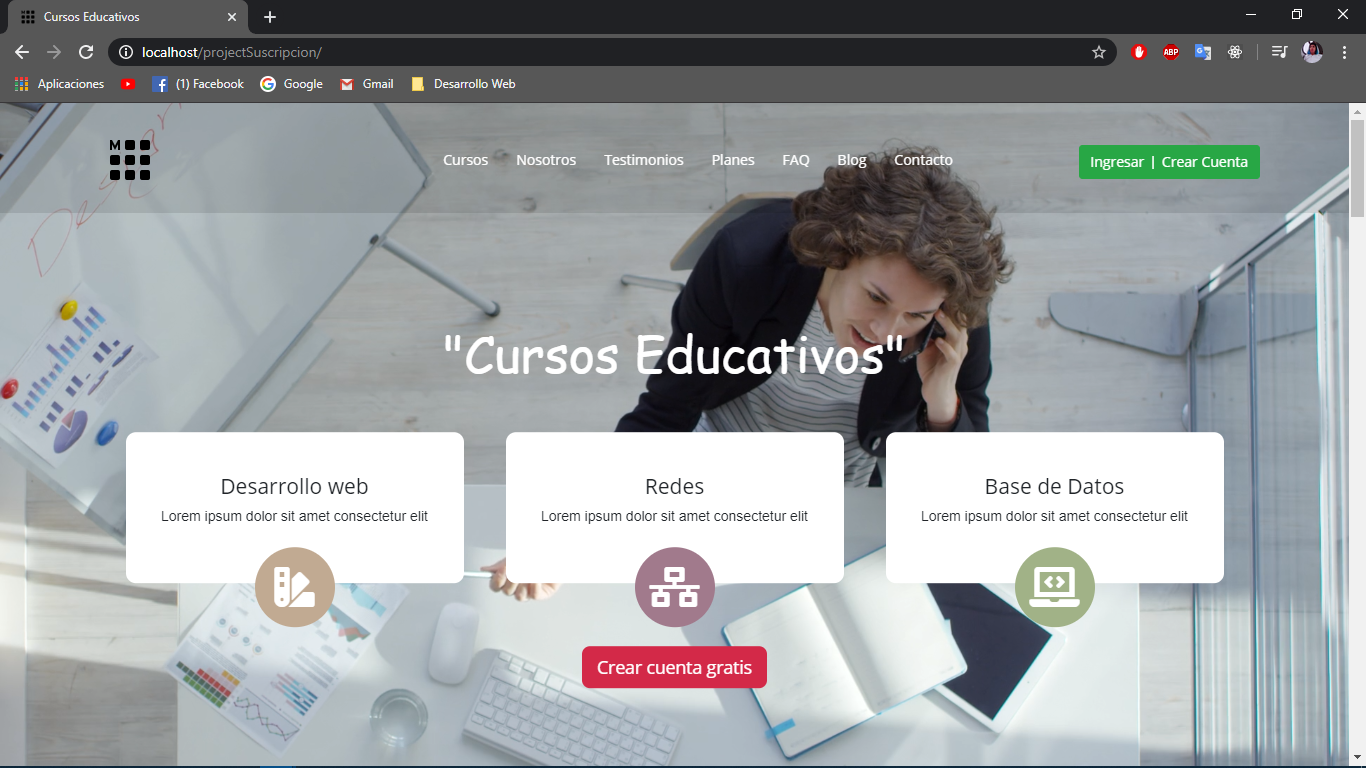 Cursos Educativos
localhost/projectSuscripcion/
ABP
Aplicaciones
(1) Facebook
Google
Gmail
Desarrollo Web
M
Cursos Nosotros Testimonios Planes FAQ Blog Contacto
Ingresar | Crear Cuenta
"Cursos Educativos"
Desarrollo web
Lorem ipsum dolor sit amet consectetur elit
Redes
Lorem ipsum dolor sit amet consectetur elit
Base de Datos
Lorem ipsum dolor sit amet consectetur elit
Crear cuenta gratis